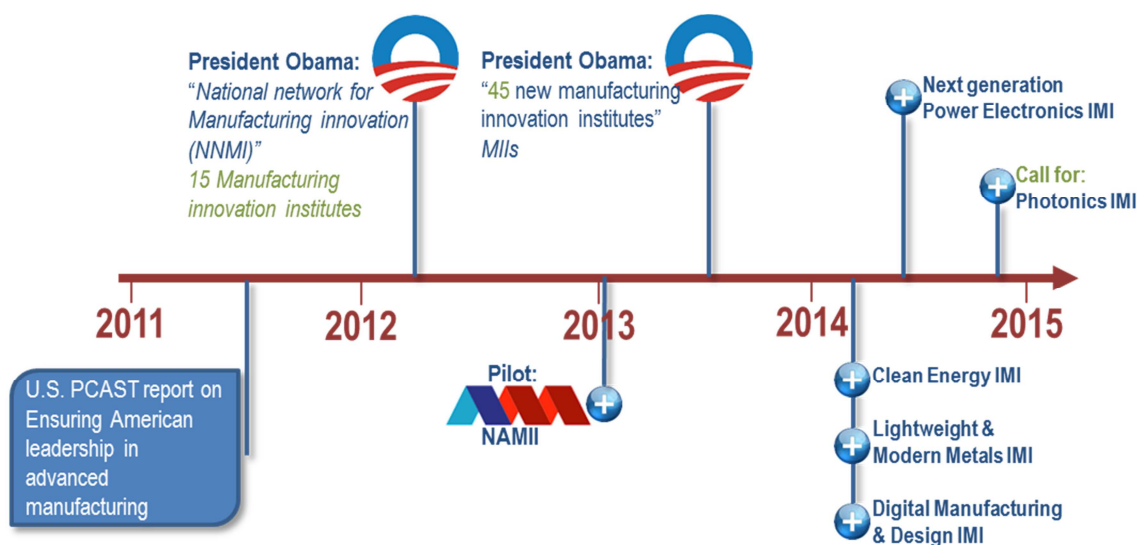 President Obama:
“National network for
Manufacturing innovation
(NNMI)”
15 Manufacturing
innovation institutes
President Obama:
“45 new manufacturing
innovation institutes”
MIIs
Next generation
Power Electronics IMI
Call for:
Photonics IMI
2011
2012
2013
2014
2015
U.S. PCAST report on
Ensuring American
leadership in
advanced
manufacturing
Pilot:
NAMII
Clean Energy IMI
Lightweight &
Modern Metals IMI
Digital Manufacturing
& Design IMI